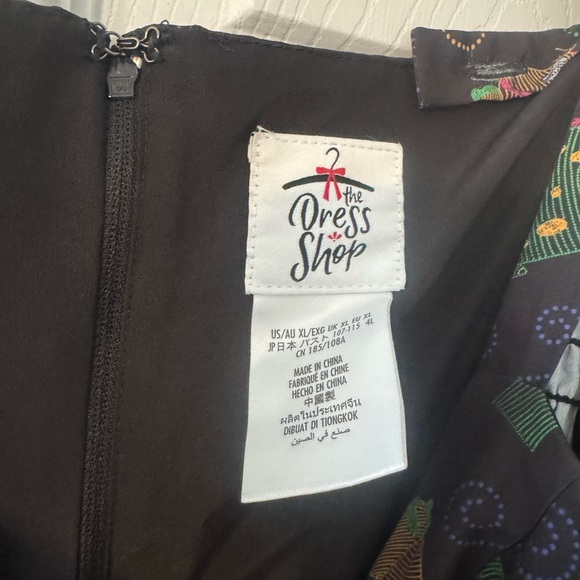 the
Dress
Shop
US/AU XL/EXG UK XL EU XL
JP日本 バスト 107-115 4L
CN 185/108A
MADE IN CHINA
FABRIQUÉ EN CHINE
HECHO EN CHINA
中國製
ผลิตในประเทศจีน
DIBUAT DI TIONGKOK
صنع في الصين